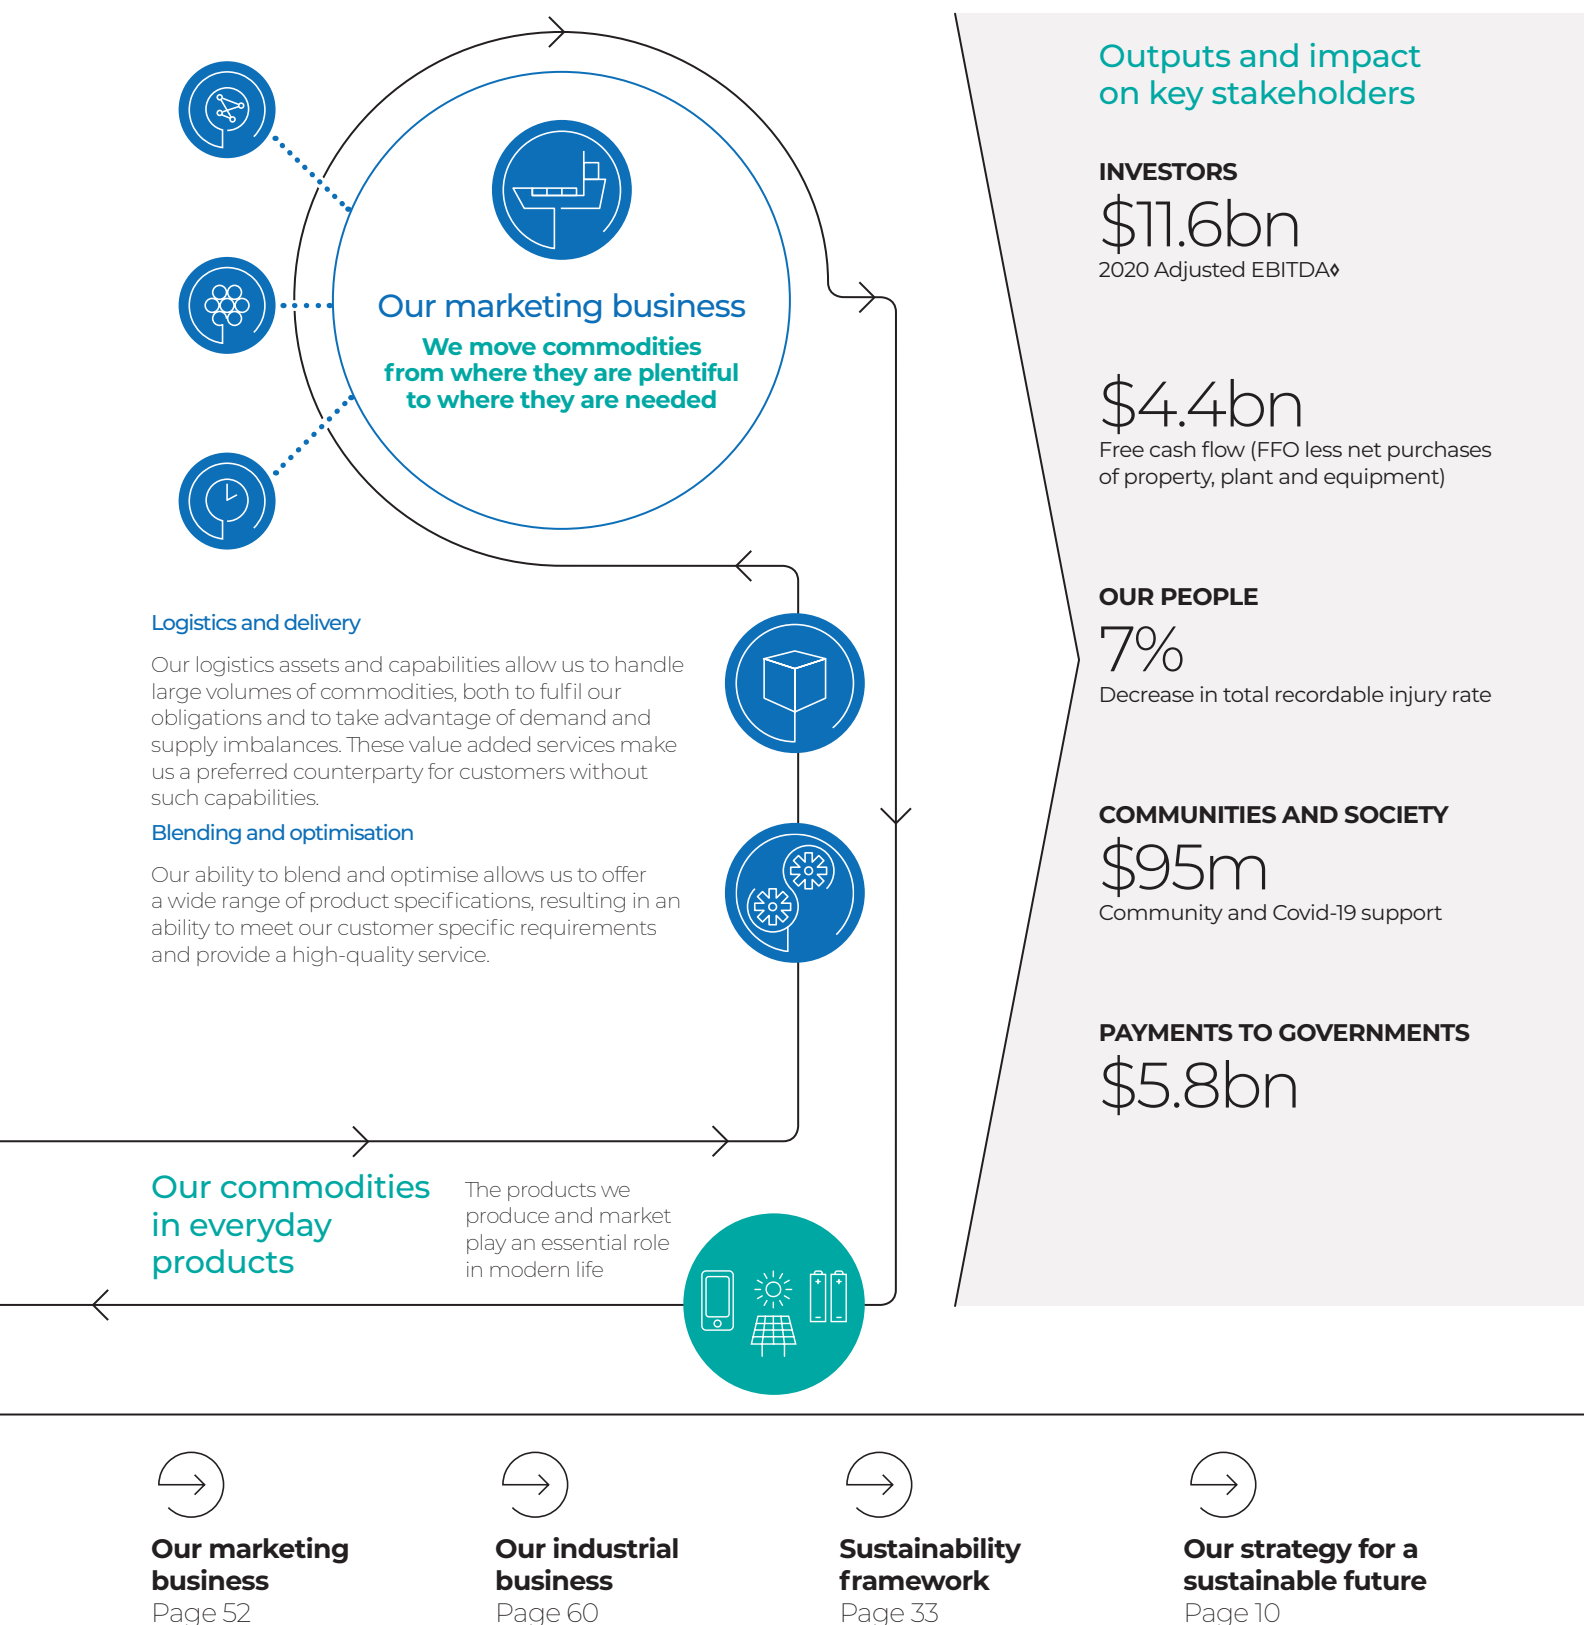 Our marketing business
We move commodities
from where they are plentiful
to where they are needed
Logistics and delivery
Our logistics assets and capabilities allow us to handle
large volumes of commodities, both to fulfil our
obligations and to take advantage of demand and
supply imbalances. These value added services make
us a preferred counterparty for customers without
such capabilities.
Blending and optimisation
Our ability to blend and optimise allows us to offer
a wide range of product specifications, resulting in an
ability to meet our customer specific requirements
and provide a high-quality service.
Our commodities
in everyday
products
The products we
produce and market
play an essential role
in modern life
Outputs and impact
on key stakeholders
INVESTORS
$11.6bn
2020 Adjusted EBITDA◊
$4.4bn
Free cash flow (FFO less net purchases
of property, plant and equipment)
OUR PEOPLE
7%
Decrease in total recordable injury rate
COMMUNITIES AND SOCIETY
$95m
Community and Covid-19 support
PAYMENTS TO GOVERNMENTS
$5.8bn
Our marketing
business
Page 52
Our industrial
business
Page 60
Sustainability
framework
Page 33
Our strategy for a
sustainable future
Page 10